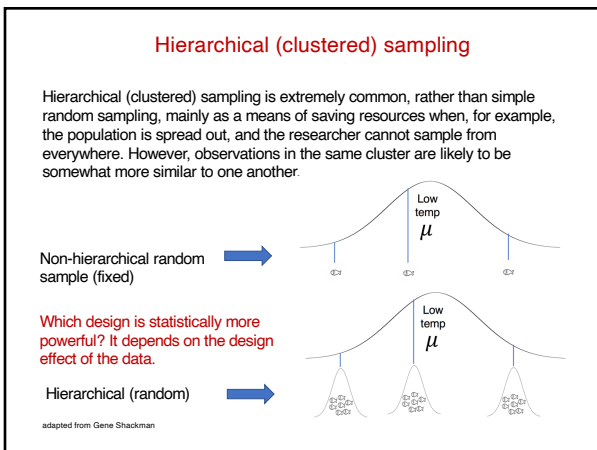 Hierarchical (clustered) sampling
Hierarchical (clustered) sampling is extremely common, rather than simple
random sampling, mainly as a means of saving resources when, for example,
the population is spread out, and the researcher cannot sample from
everywhere. However, observations in the same cluster are likely to be
somewhat more similar to one another.
Low
temp
μ
Non-hierarchical random
sample (fixed)
Which design is statistically more
powerful? It depends on the design
effect of the data.
Low
temp
μ
Hierarchical (random)
adapted from Gene Shackman